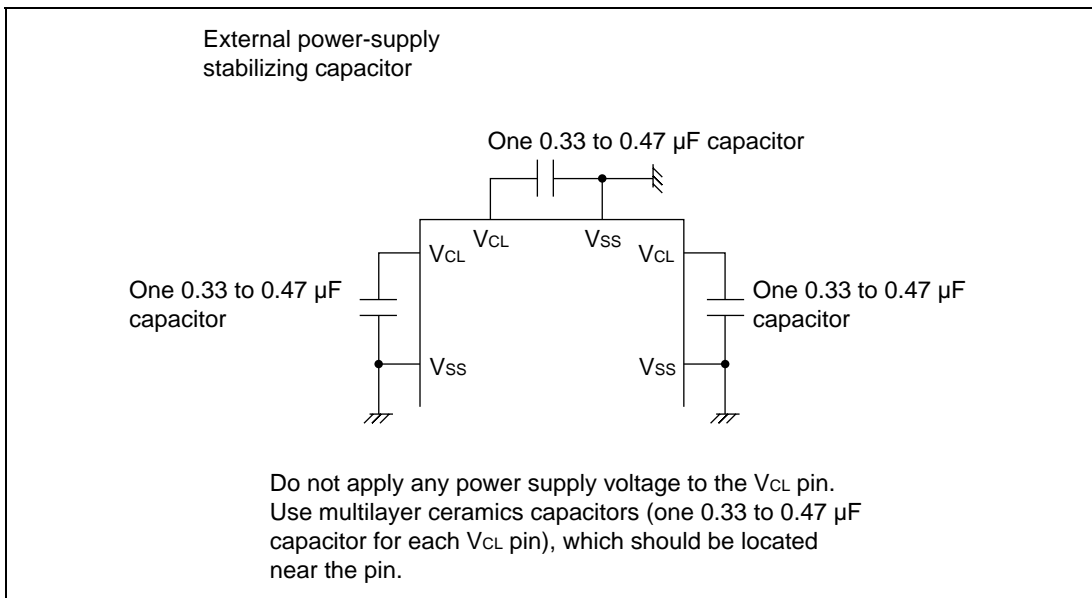 External power-supply
stabilizing capacitor
One 0.33 to 0.47 µF capacitor
VCL
VSS
VCL
VCL
One 0.33 to 0.47 µF
capacitor
One 0.33 to 0.47 µF
capacitor
VSS
VSS
Do not apply any power supply voltage to the VCL pin.
Use multilayer ceramics capacitors (one 0.33 to 0.47 µF
capacitor for each VCL pin), which should be located
near the pin.